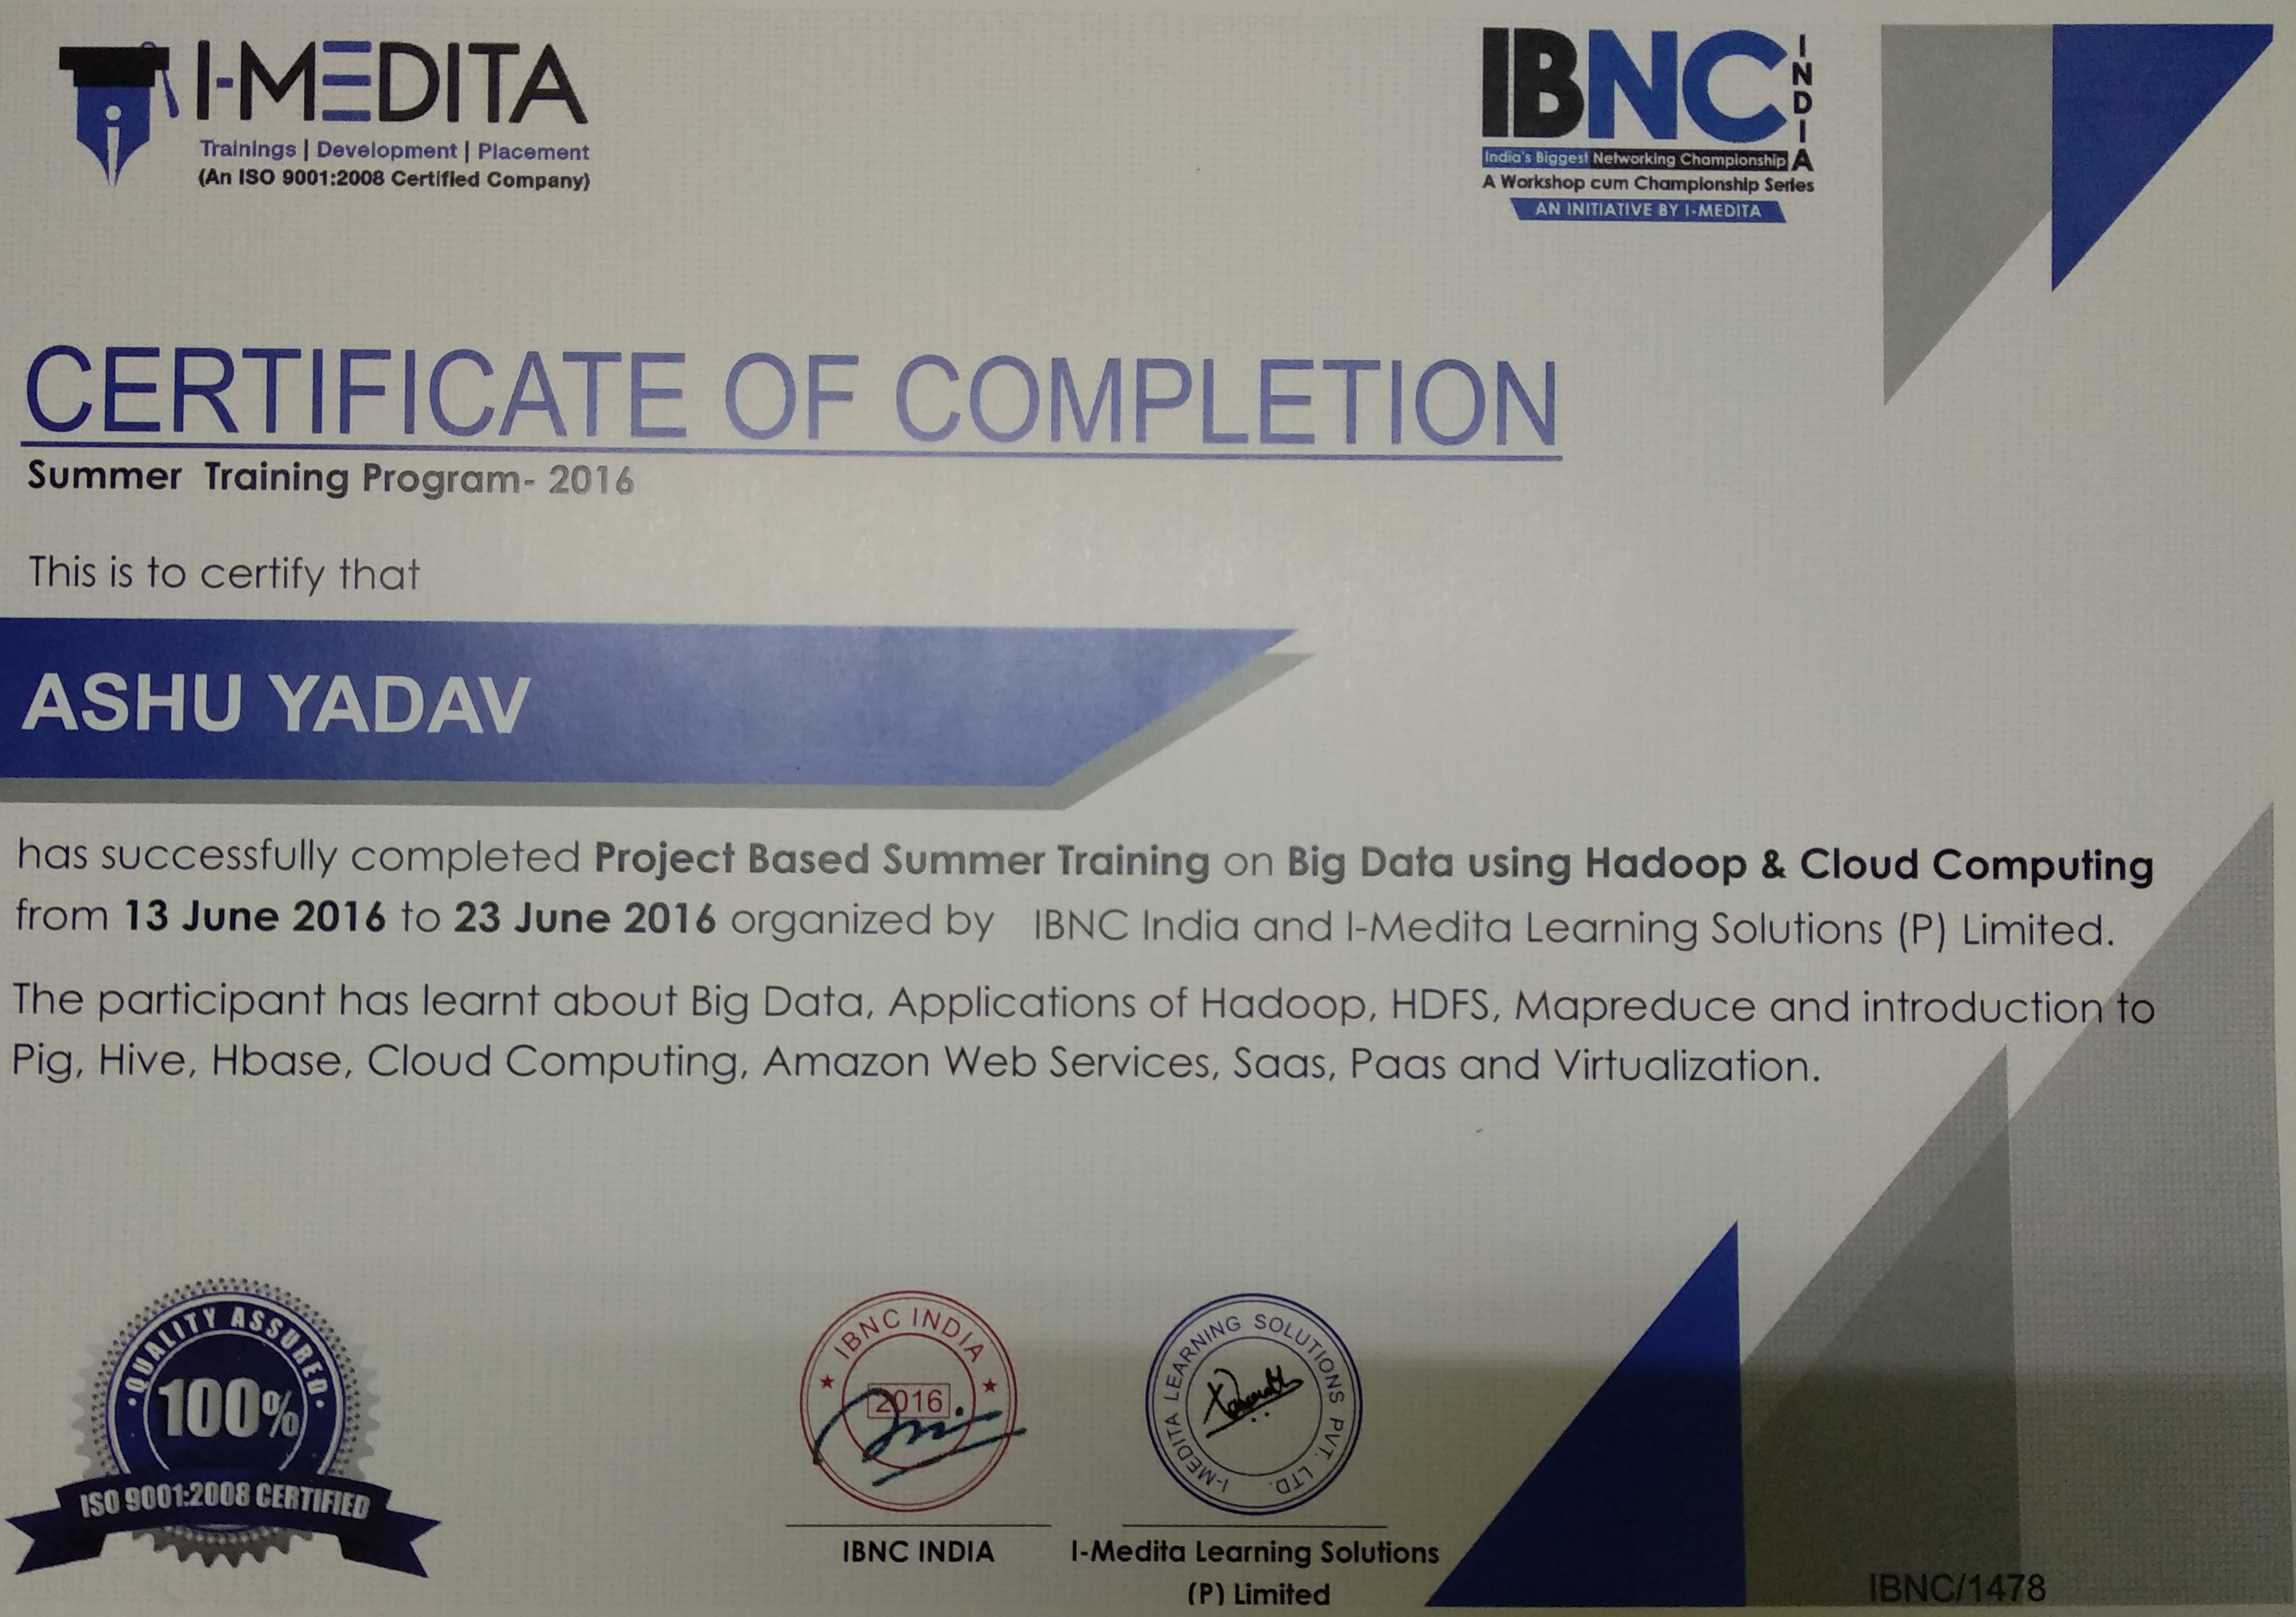 I-MEDITA
Trainings | Development | Placement
(An ISO 9001:2008 Certified Company)
IBNC INDIA
India's Biggest Networking Championship
A Workshop cum Championship Series
AN INITIATIVE BY I-MEDITA
CERTIFICATE OF COMPLETION
Summer Training Program- 2016
This is to certify that
ASHU YADAV
has successfully completed Project Based Summer Training on Big Data using Hadoop & Cloud Computing
from 13 June 2016 to 23 June 2016 organized by IBNC India and I-Medita Learning Solutions (P) Limited.
The participant has learnt about Big Data, Applications of Hadoop, HDFS, Mapreduce and introduction to
Pig, Hive, Hbase, Cloud Computing, Amazon Web Services, Saas, Paas and Virtualization.
QUALITY ASSURED
100%
ISO 9001:2008 CERTIFIED
IBNC INDIA
2016
I-MEDITA LEARNING SOLUTIONS PVT. LTD.
IBNC INDIA
I-Medita Learning Solutions
(P) Limited
IBNC/1478